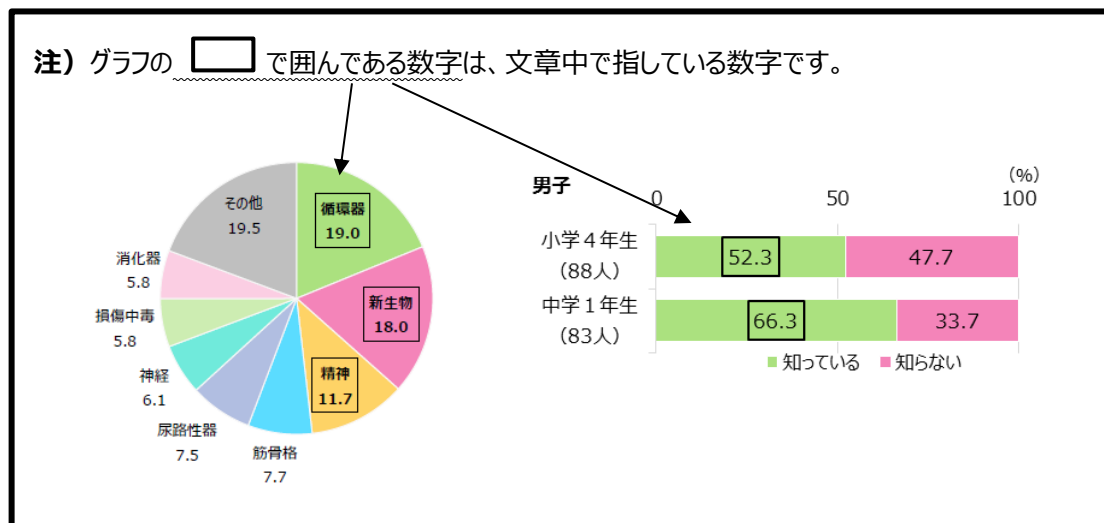 注）グラフの で囲んである数字は、文章中で指している数字です。
その他
19.5
循環器
19.0
消化器
5.8
新生物
18.0
損傷中毒
5.8
精神
11.7
神経
6.1
尿路性器
7.5
筋骨格
7.7
男子
（%）
0 50 100
小学４年生
（88人）
52.3 47.7
中学１年生
（83人）
66.3 33.7
知っている 知らない